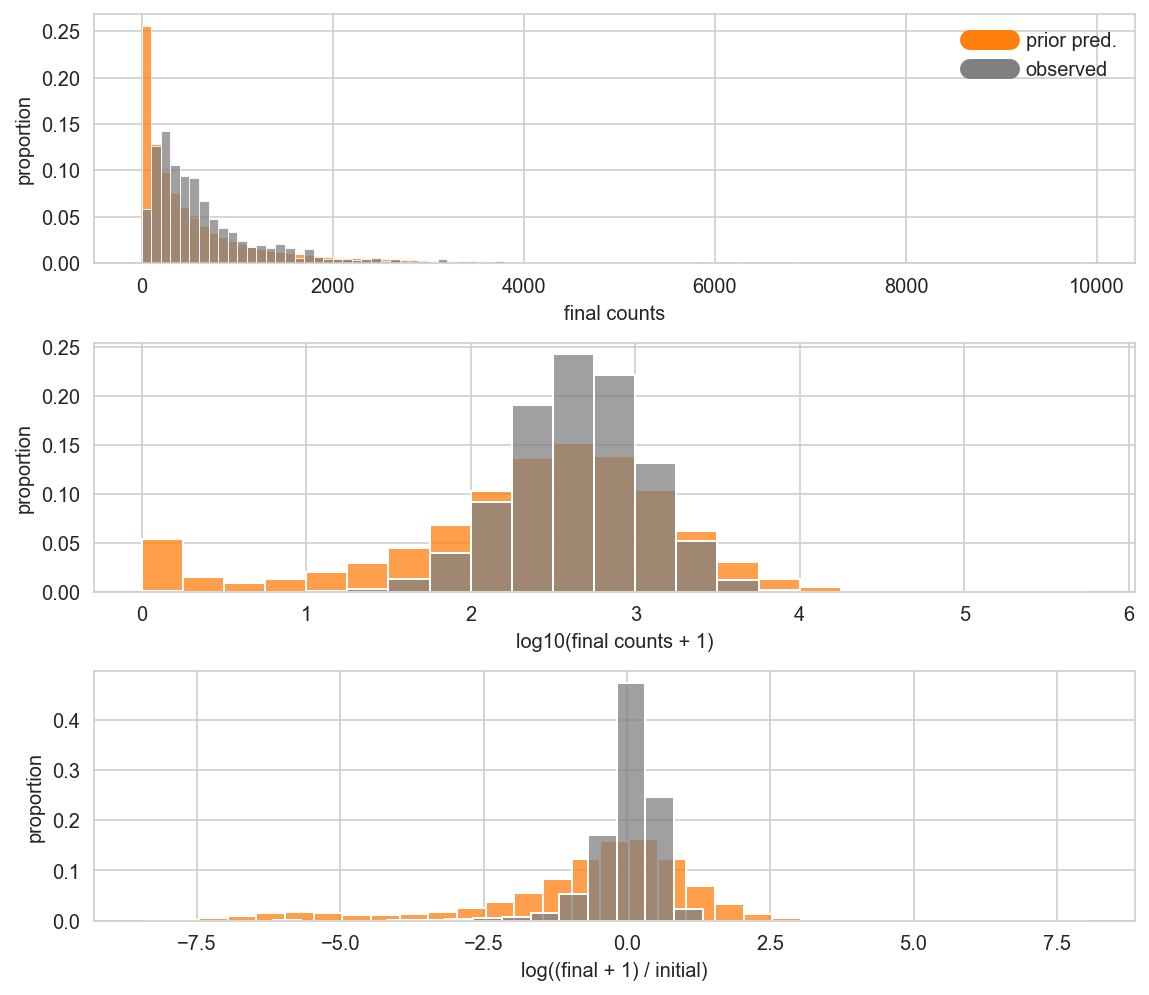 0.25
0.20
0.15
0.10
0.05
0.00
proportion
prior pred.
observed
0 2000 4000 6000 8000 10000
final counts
0.25
0.20
0.15
0.10
0.05
0.00
proportion
0 1 2 3 4 5 6
log10(final counts + 1)
0.4
0.3
0.2
0.1
0.0
proportion
−7.5 −5.0 −2.5 0.0 2.5 5.0 7.5
log((final + 1) / initial)